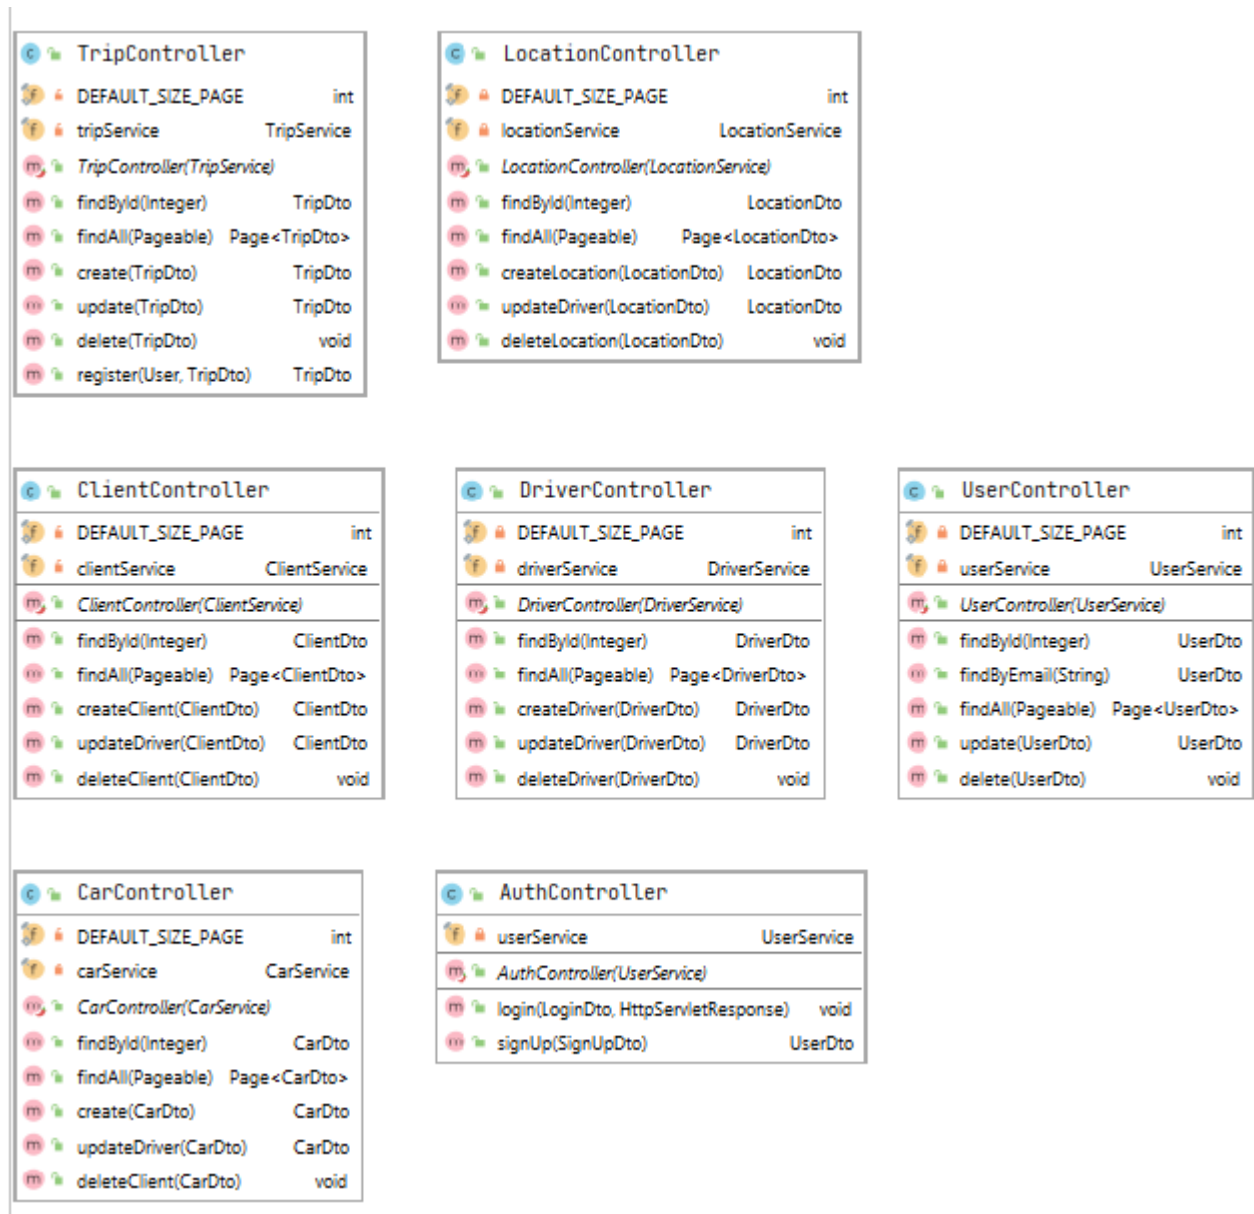 TripController
DEFAULT_SIZE_PAGE int
tripService TripService
TripController(TripService)
findById(Integer) TripDto
findAll(Pageable) Page<TripDto>
create(TripDto) TripDto
update(TripDto) TripDto
delete(TripDto) void
register(User, TripDto) TripDto
LocationController
DEFAULT_SIZE_PAGE int
locationService LocationService
LocationController(LocationService)
findById(Integer) LocationDto
findAll(Pageable) Page<LocationDto>
createLocation(LocationDto) LocationDto
updateDriver(LocationDto) LocationDto
deleteLocation(LocationDto) void
ClientController
DEFAULT_SIZE_PAGE int
clientService ClientService
ClientController(ClientService)
findById(Integer) ClientDto
findAll(Pageable) Page<ClientDto>
createClient(ClientDto) ClientDto
updateDriver(ClientDto) ClientDto
deleteClient(ClientDto) void
DriverController
DEFAULT_SIZE_PAGE int
driverService DriverService
DriverController(DriverService)
findById(Integer) DriverDto
findAll(Pageable) Page<DriverDto>
createDriver(DriverDto) DriverDto
updateDriver(DriverDto) DriverDto
deleteDriver(DriverDto) void
UserController
DEFAULT_SIZE_PAGE int
userService UserService
UserController(UserService)
findById(Integer) UserDto
findByEmail(String) UserDto
findAll(Pageable) Page<UserDto>
update(UserDto) UserDto
delete(UserDto) void
CarController
DEFAULT_SIZE_PAGE int
carService CarService
CarController(CarService)
findById(Integer) CarDto
findAll(Pageable) Page<CarDto>
create(CarDto) CarDto
updateDriver(CarDto) CarDto
deleteClient(CarDto) void
AuthController
userService UserService
AuthController(UserService)
login(LoginDto, HttpServletResponse) void
signUp(SignUpDto) UserDto